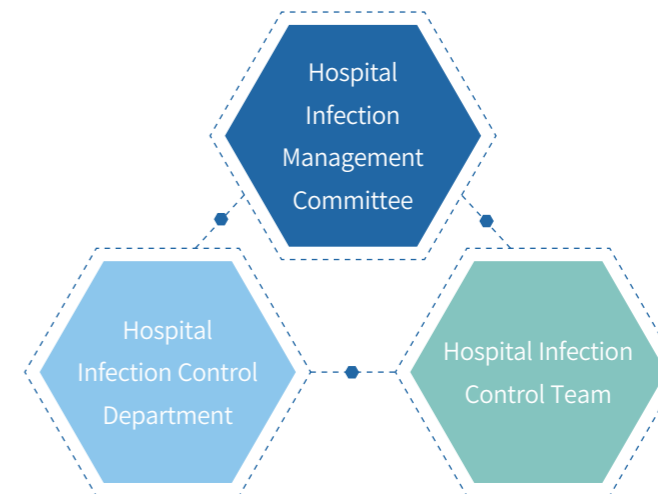 Hospital
Infection
Management
Committee
Hospital
Infection Control
Department
Hospital Infection
Control Team